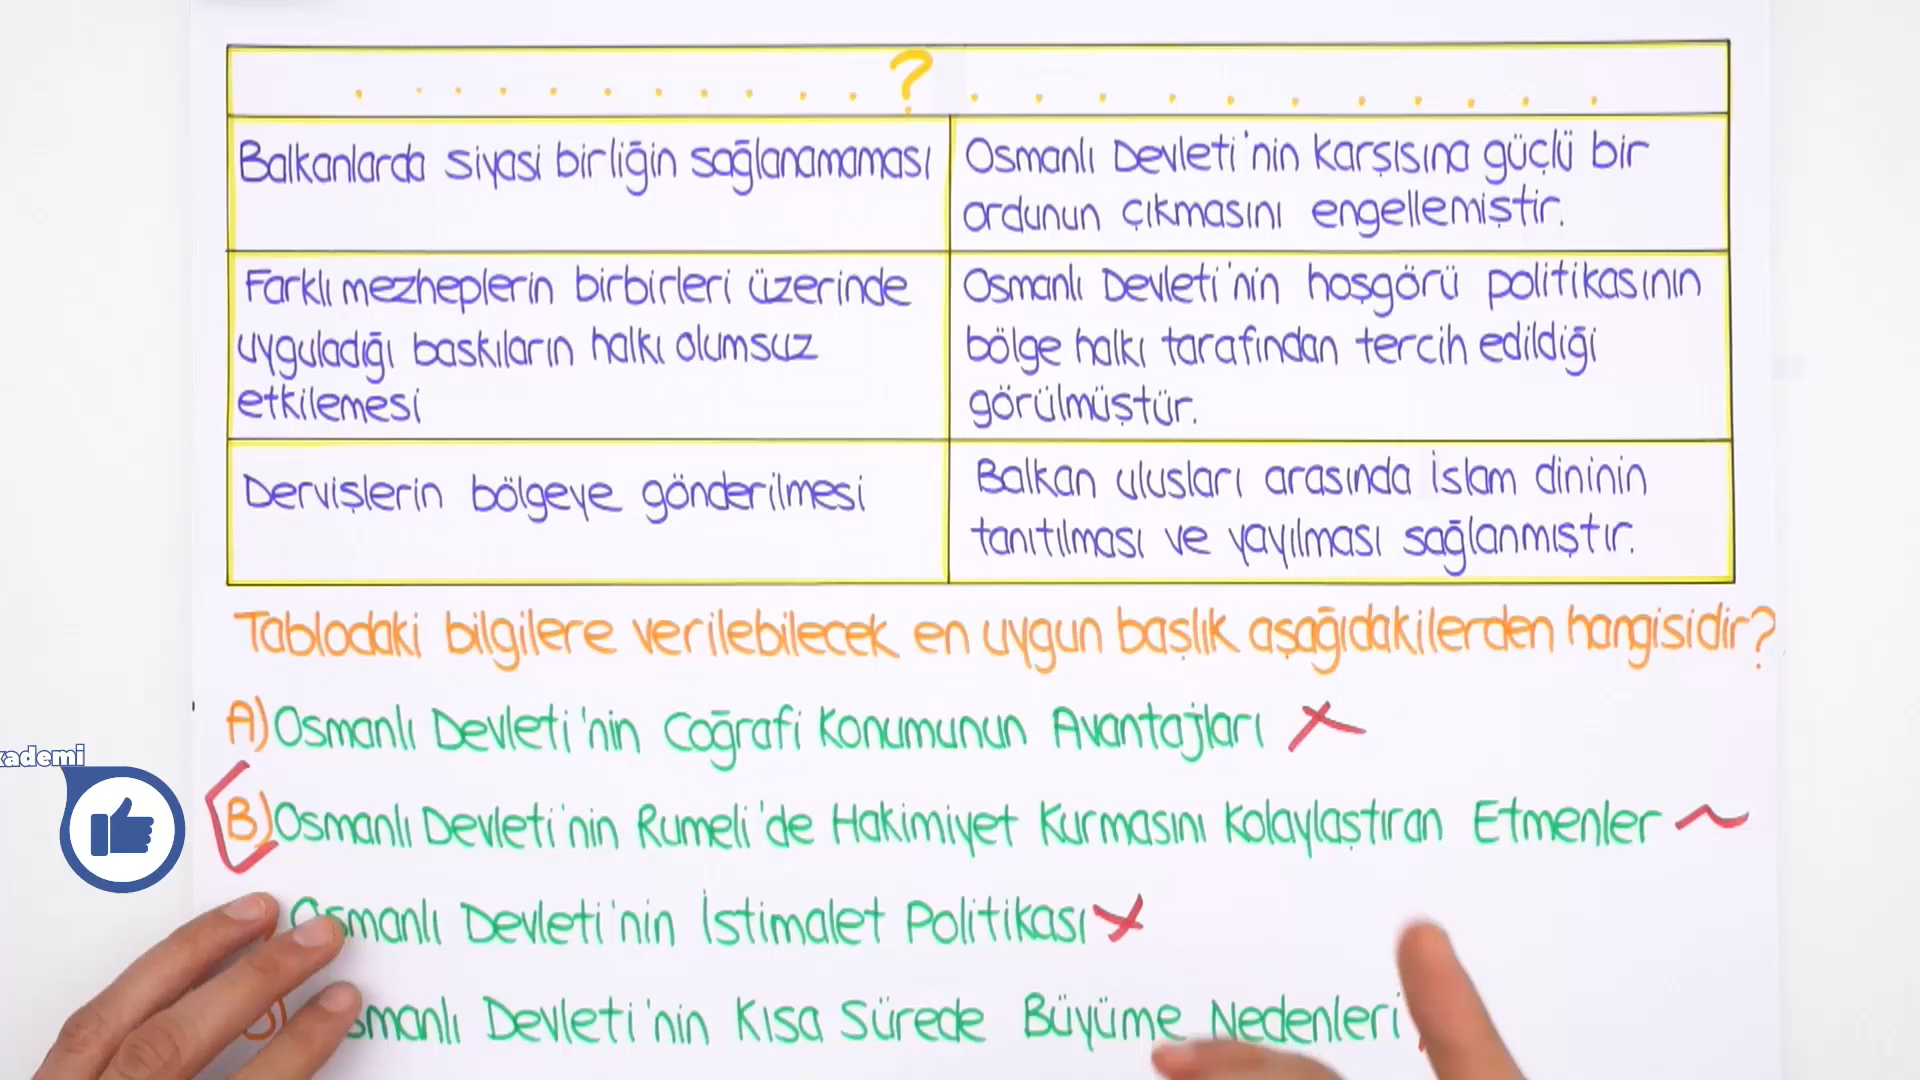 ?
Balkanlarda siyasi birliğin sağlanamaması
Osmanlı Devleti'nin karşısına güçlü bir
ordunun çıkmasını engellemiştir.
Farklı mezheplerin birbirleri üzerinde
uyguladığı baskıların halkı olumsuz
etkilemesi
Osmanlı Devleti'nin hoşgörü politikasının
bölge halkı tarafından tercih edildiği
görülmüştür.
Dervişlerin bölgeye gönderilmesi
Balkan ulusları arasında İslam dininin
tanıtılması ve yayılması sağlanmıştır.
Tablodaki bilgilere verilebilecek en uygun başlık aşağıdakilerden hangisidir?
A) Osmanlı Devleti'nin Coğrafi Konumunun Avantajları
B) Osmanlı Devleti'nin Rumeli'de Hakimiyet Kurmasını Kolaylaştıran Etmenler
Osmanlı Devleti'nin İstimalet Politikası
smanlı Devleti'nin Kısa Sürede Büyüme Nedenleri
kademi